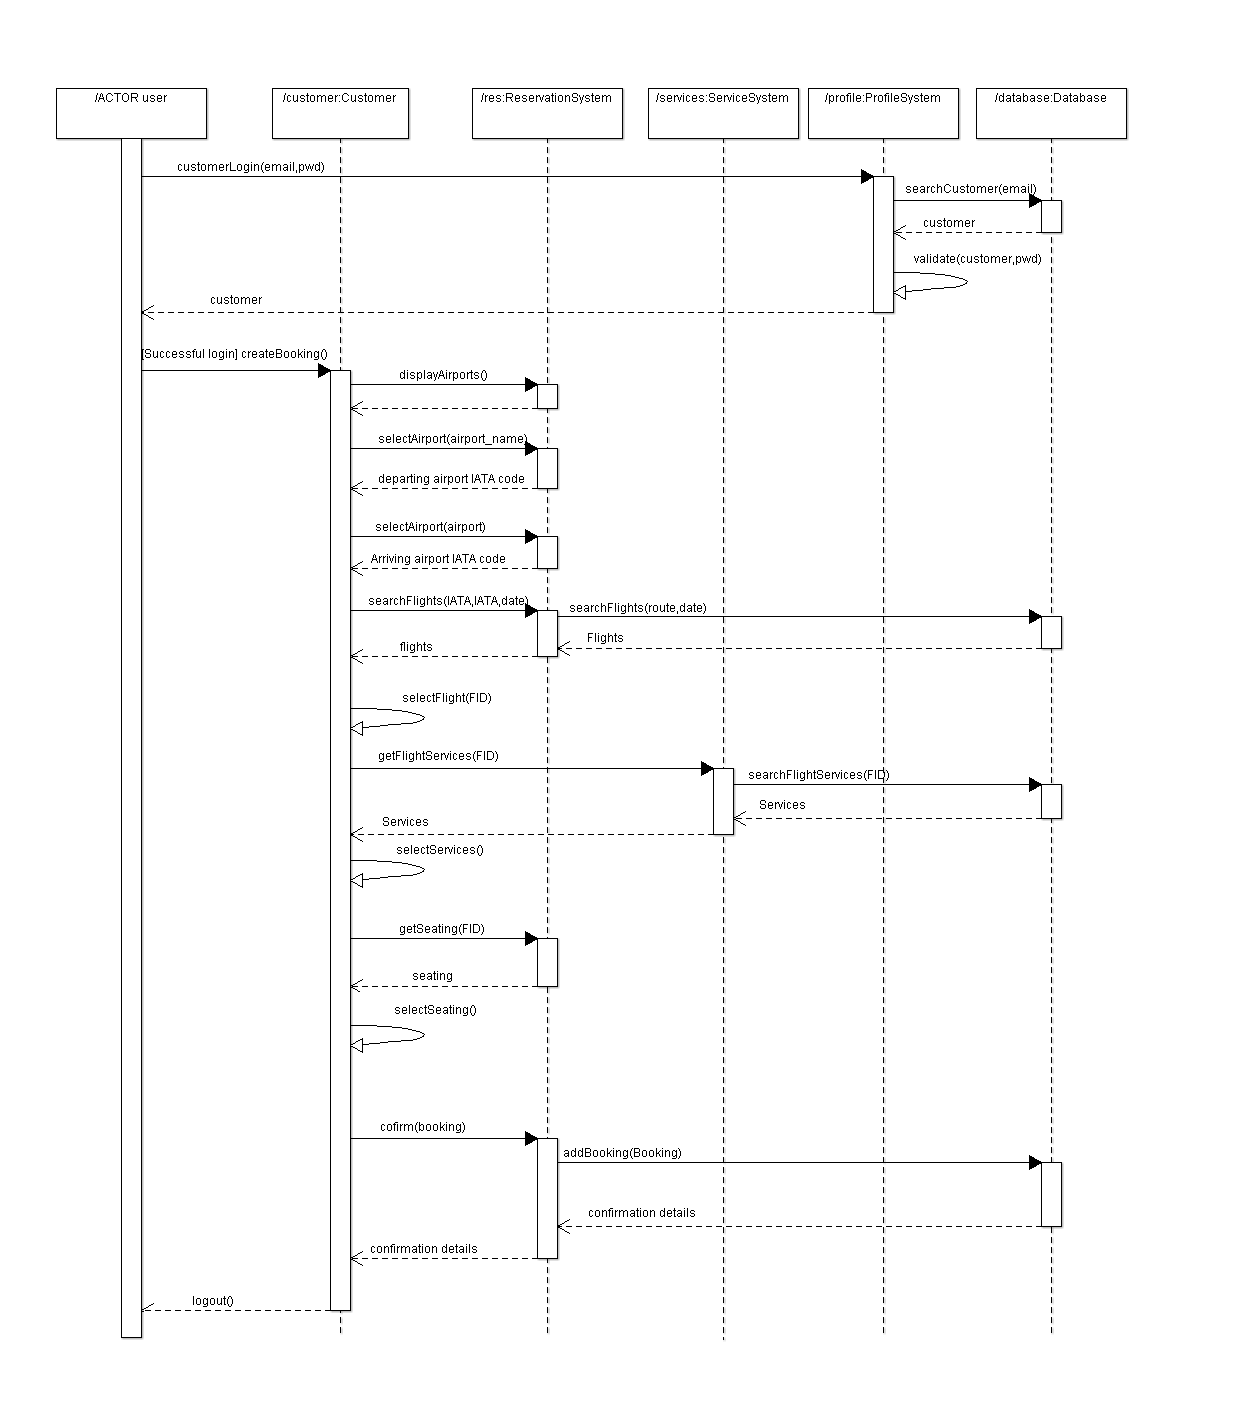 /ACTOR user
/customer:Customer
/res:ReservationSystem
/services:ServiceSystem
/profile:ProfileSystem
/database:Database
customerLogin(email,pwd)
searchCustomer(email)
customer
validate(customer,pwd)
customer
[Successful login] createBooking()
displayAirports()
selectAirport(airport_name)
departing airport IATA code
selectAirport(airport)
Arriving airport IATA code
searchFlights(IATA,IATA,date)
searchFlights(route,date)
Flights
flights
selectFlight(FID)
getFlightServices(FID)
searchFlightServices(FID)
Services
Services
selectServices()
getSeating(FID)
seating
selectSeating()
cofirm(booking)
addBooking(Booking)
confirmation details
confirmation details
logout()